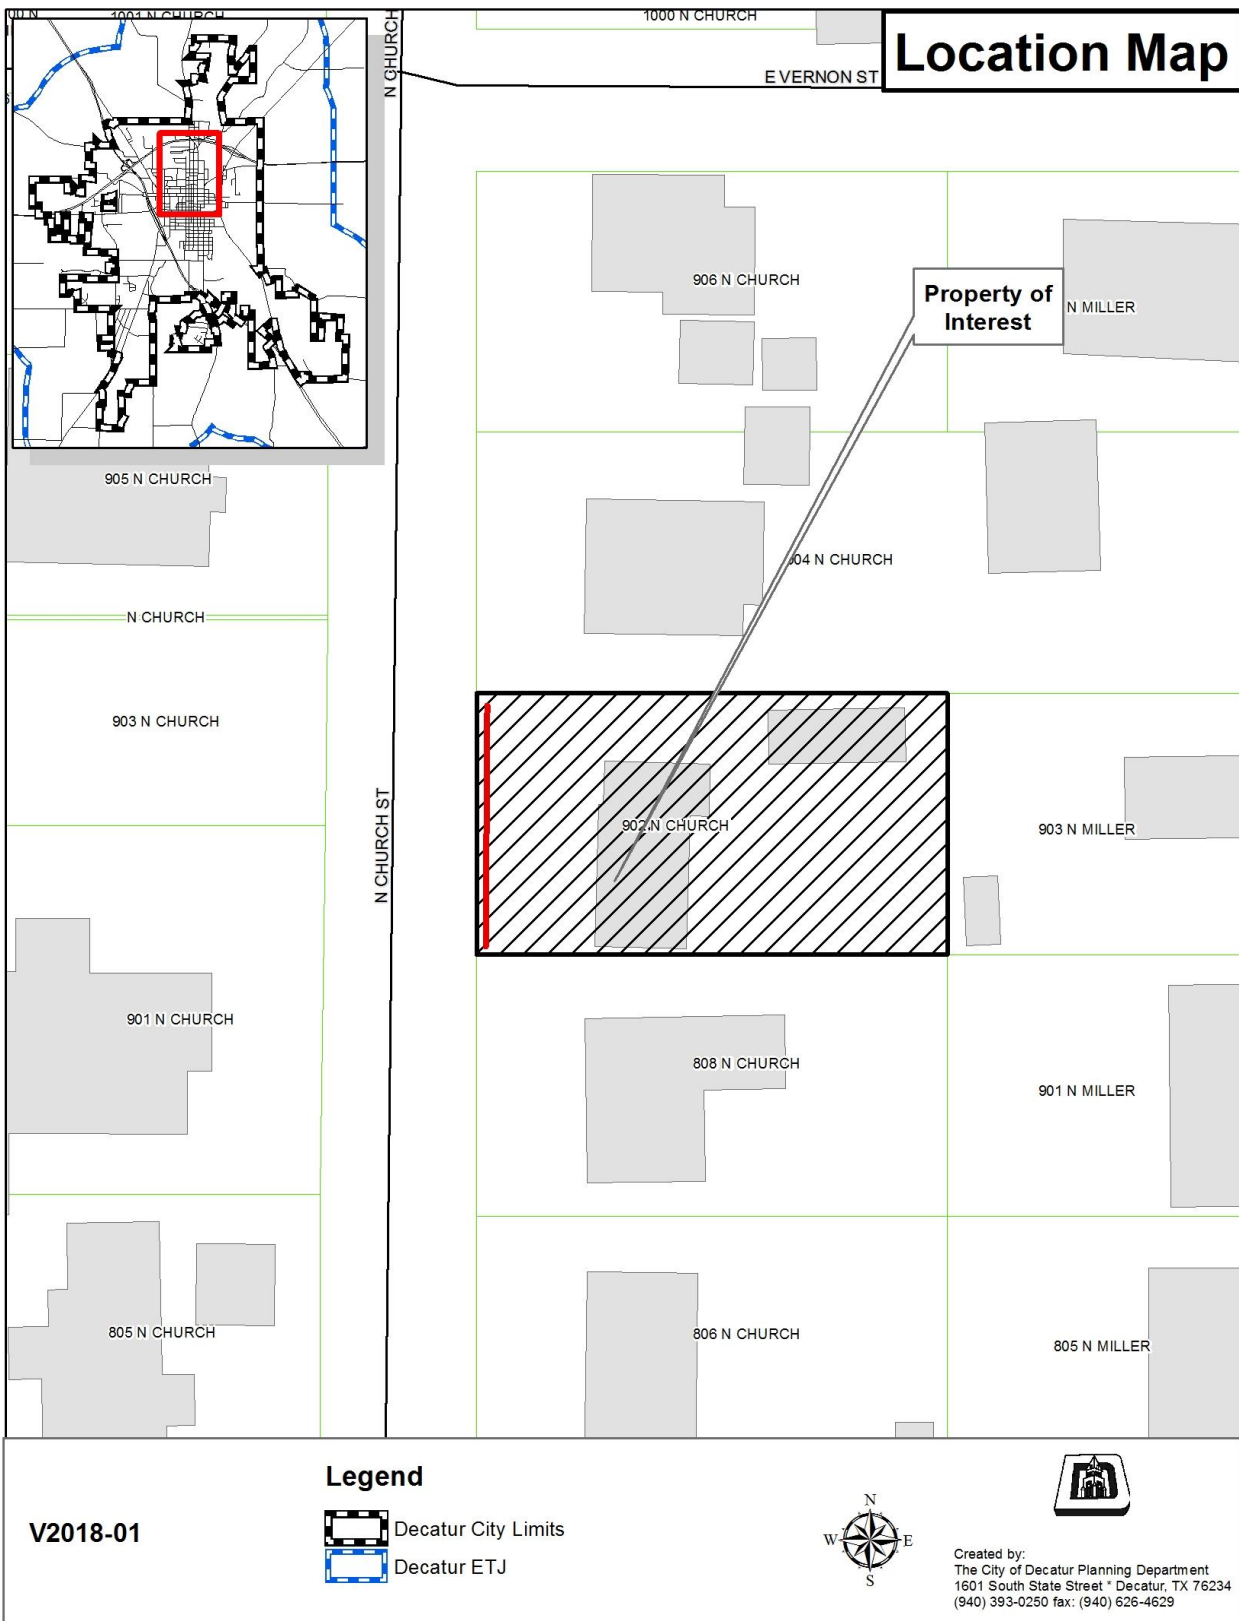 1001 N CHURCH
1000 N CHURCH
Location Map
N CHURCH
E VERNON ST
906 N CHURCH
Property of
Interest
N MILLER
905 N CHURCH
04 N CHURCH
N CHURCH
903 N CHURCH
N CHURCH ST
902 N CHURCH
903 N MILLER
901 N CHURCH
808 N CHURCH
901 N MILLER
805 N CHURCH
806 N CHURCH
805 N MILLER
Legend
V2018-01
Decatur City Limits
Decatur ETJ
N
W
E
S
Created by:
The City of Decatur Planning Department
1601 South State Street * Decatur, TX 76234
(940) 393-0250 fax: (940) 626-4629